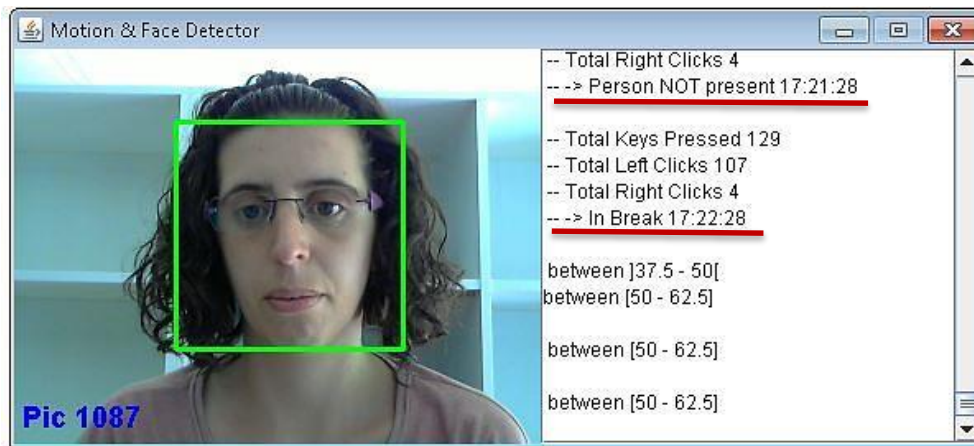 Motion & Face Detector
-- Total Right Clicks 4
-- -> Person NOT present 17:21:28
-- Total Keys Pressed 129
-- Total Left Clicks 107
-- Total Right Clicks 4
-- -> In Break 17:22:28
between ]37.5 - 50[
between [50 - 62.5]
between [50 - 62.5]
between [50 - 62.5]
Pic 1087